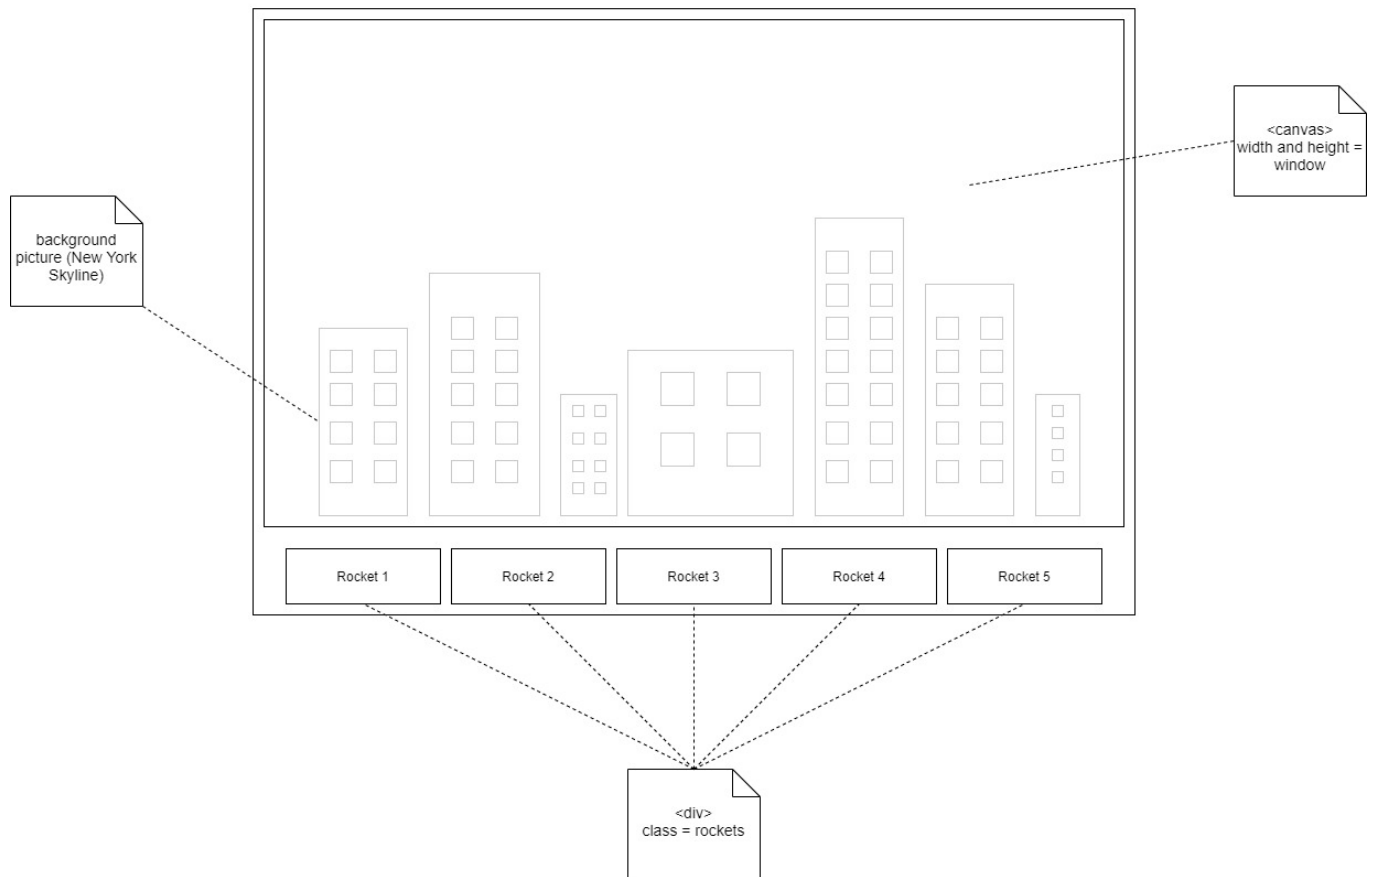 <canvas>
width and height =
window
background
picture (New York
Skyline)
Rocket 1
Rocket 2
Rocket 3
Rocket 4
Rocket 5
<div>
class = rockets